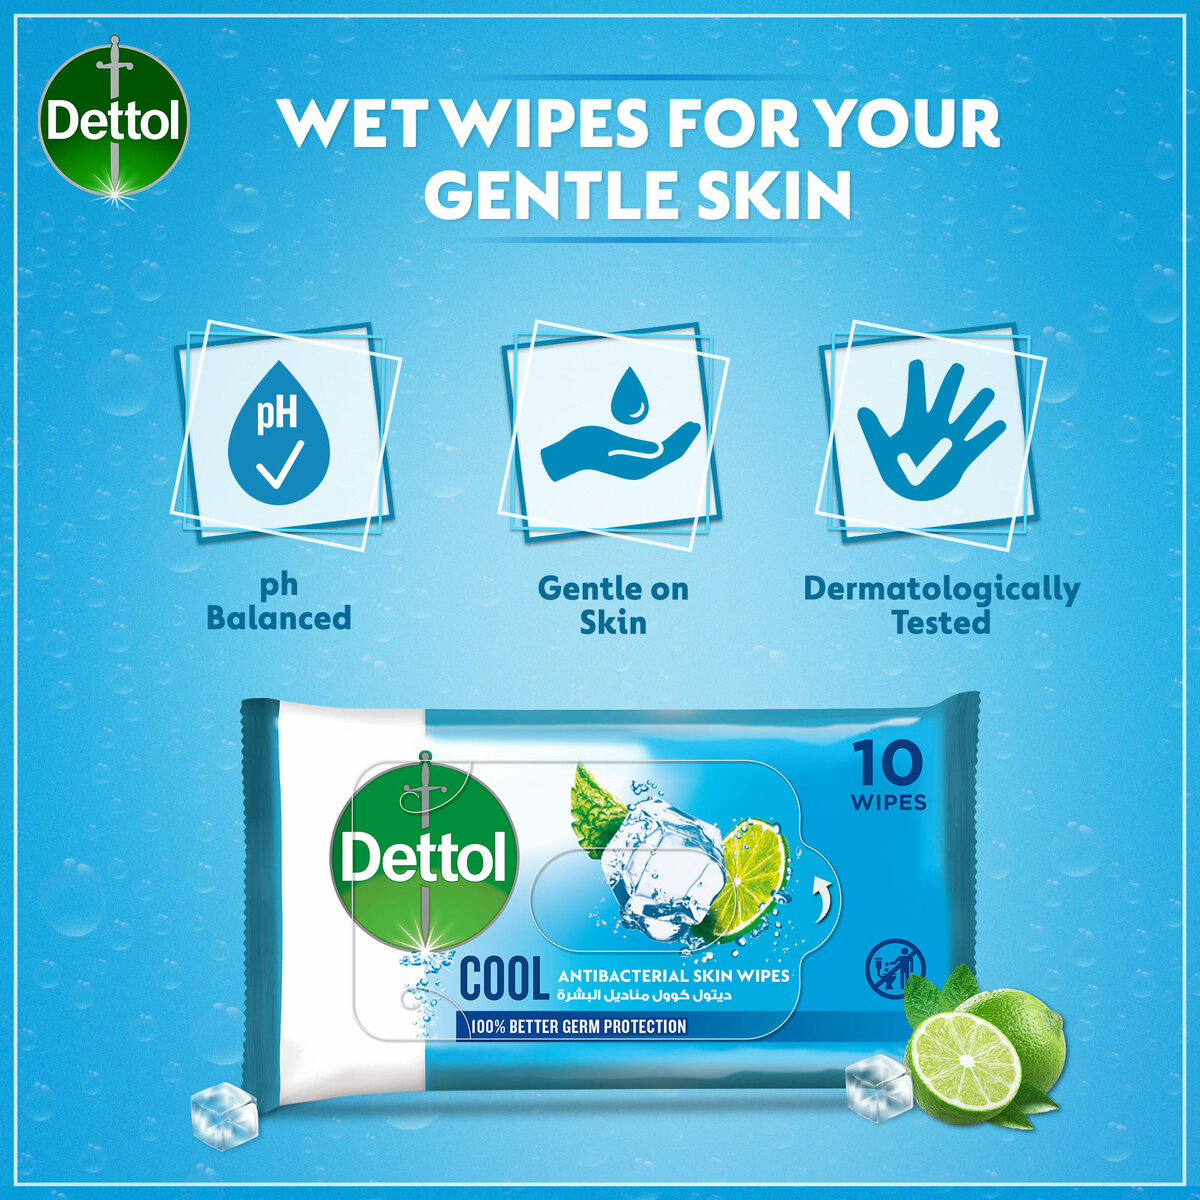 Dettol
WET WIPES FOR YOUR
GENTLE SKIN
pH
ph
Balanced
Gentle on
Skin
Dermatologically
Tested
10
WIPES
Dettol
COOL ANTIBACTERIAL SKIN WIPES
ديتول كوول مناديل البشرة
100% BETTER GERM PROTECTION